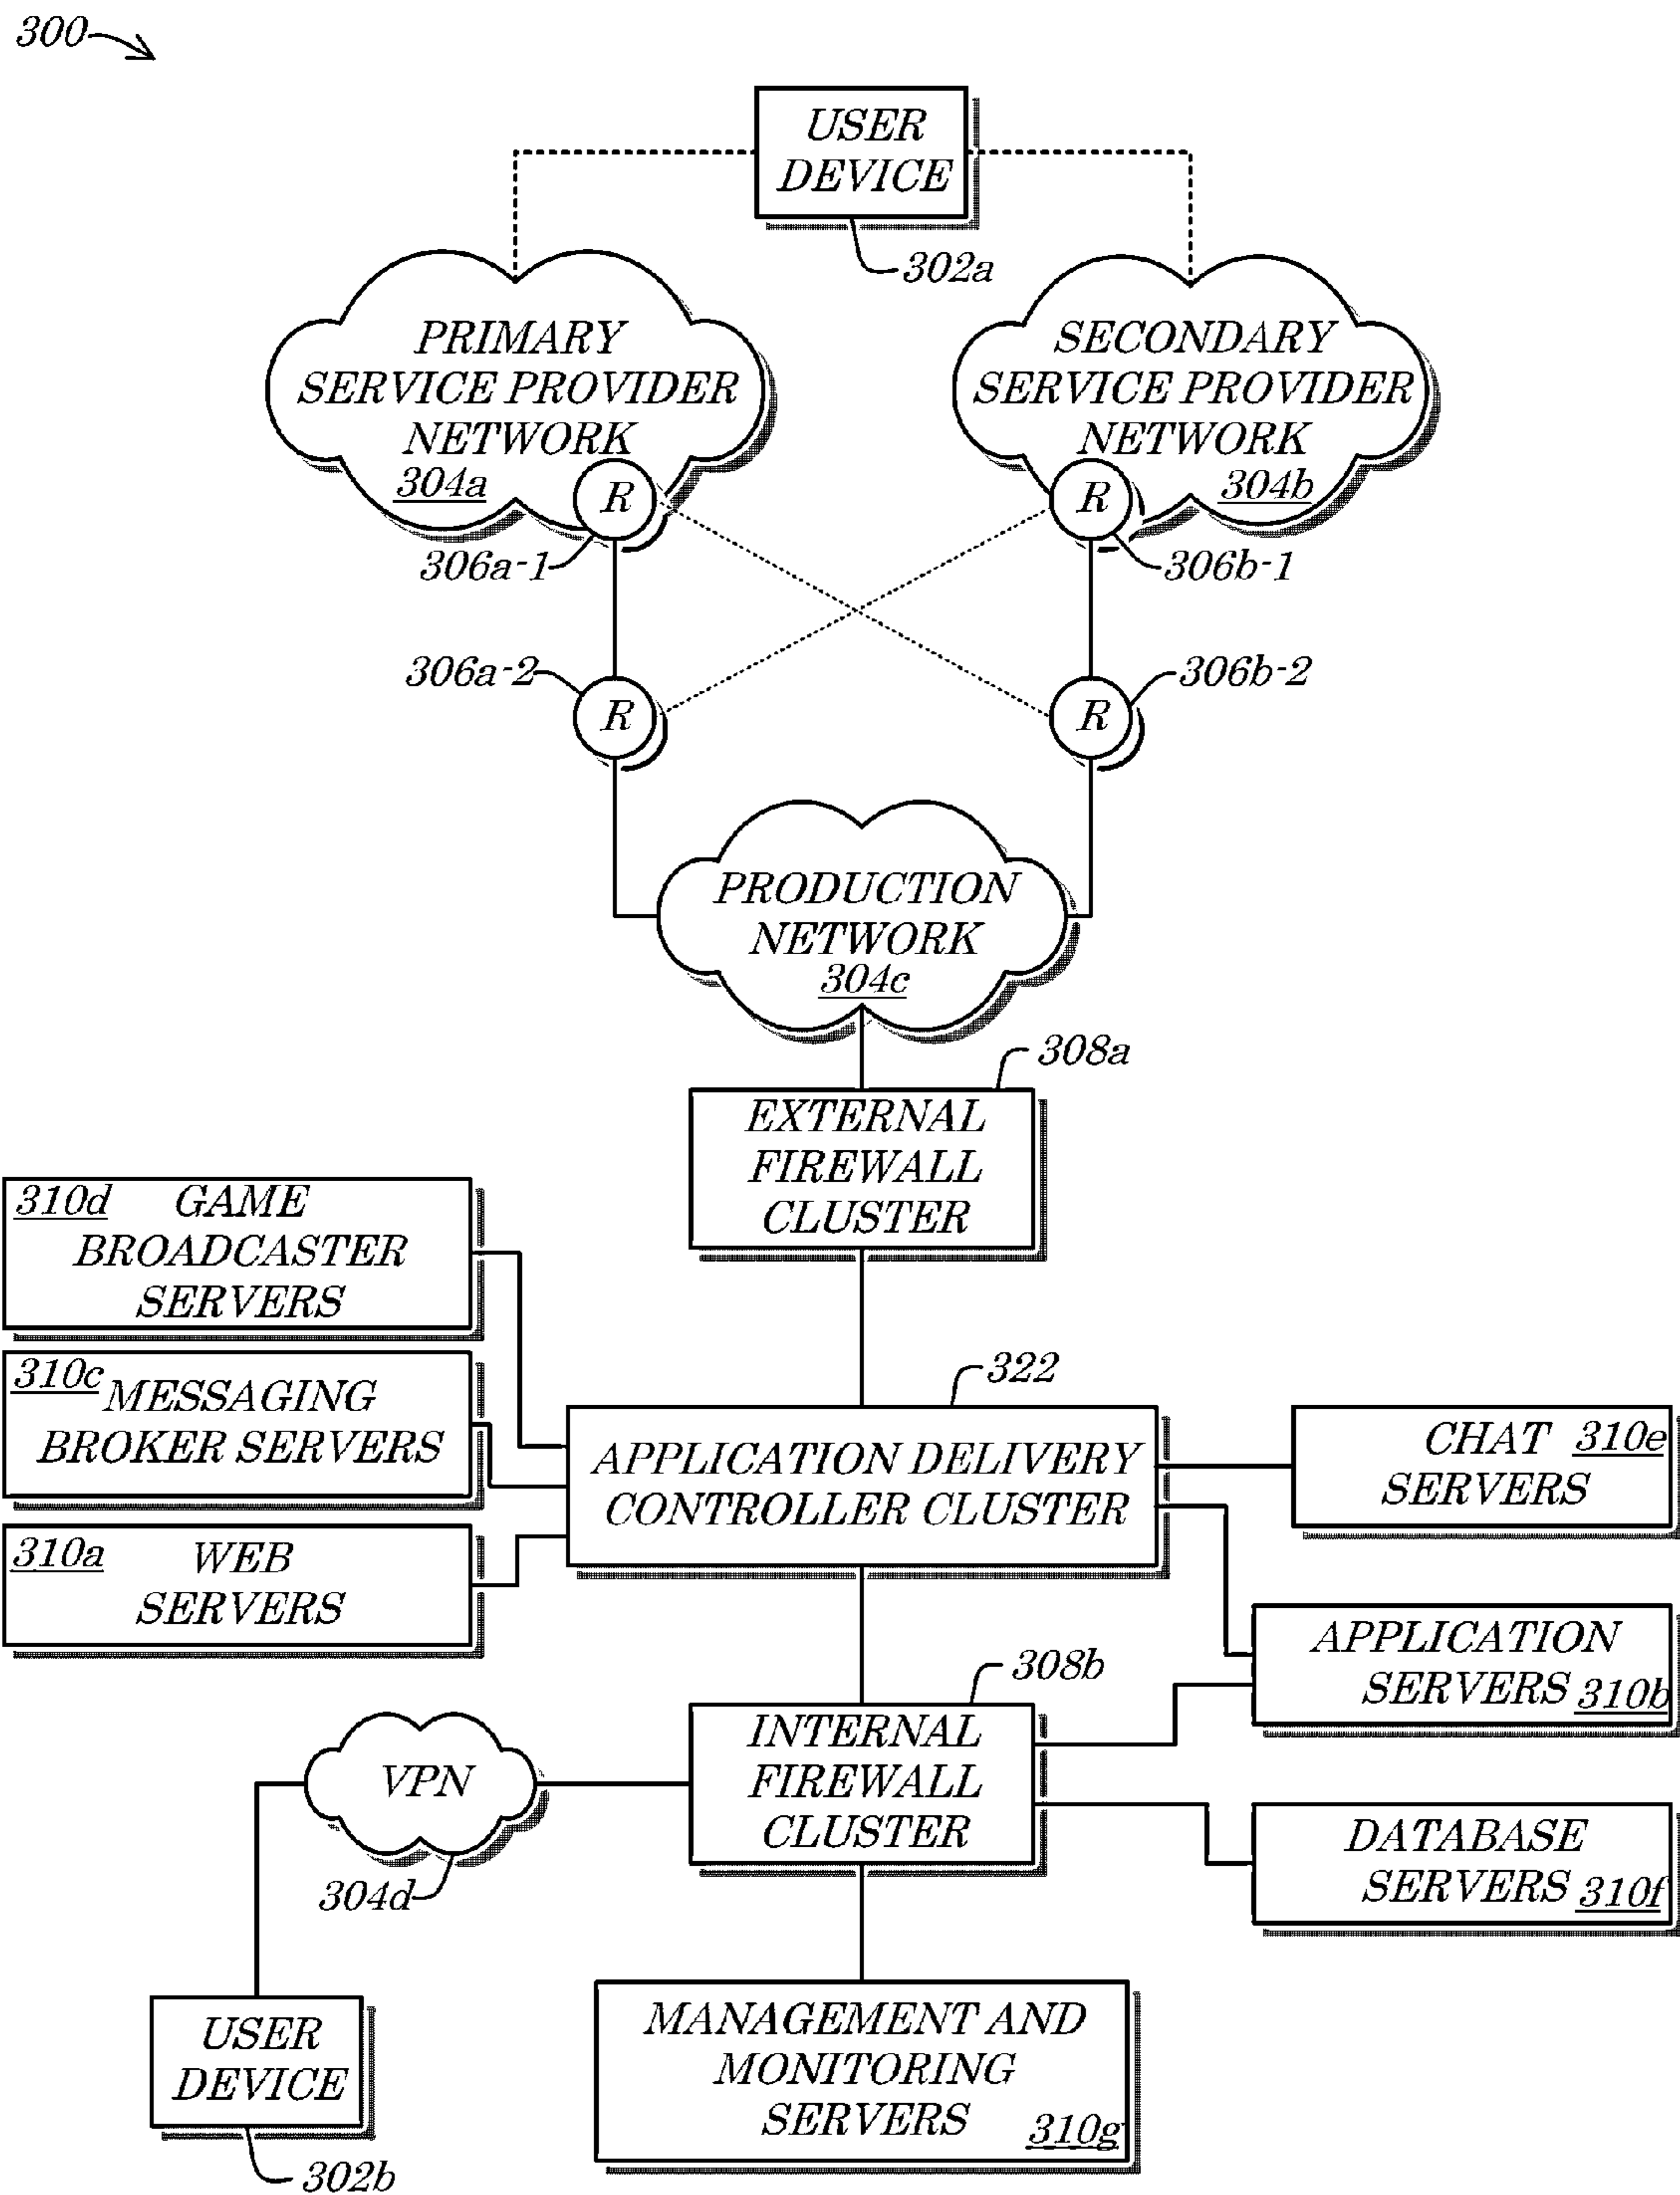 300
USER
DEVICE
302a
PRIMARY
SERVICE PROVIDER
NETWORK
304a
R
306a-1
SECONDARY
SERVICE PROVIDER
NETWORK
304b
R
306b-1
306a-2
R
R
306b-2
PRODUCTION
NETWORK
304c
308a
EXTERNAL
FIREWALL
CLUSTER
310d GAME
BROADCASTER
SERVERS
310c MESSAGING
BROKER SERVERS
310a WEB
SERVERS
322
APPLICATION DELIVERY
CONTROLLER CLUSTER
CHAT 310e
SERVERS
APPLICATION
SERVERS 310b
308b
INTERNAL
FIREWALL
CLUSTER
VPN
304d
DATABASE
SERVERS 310f
USER
DEVICE
302b
MANAGEMENT AND
MONITORING
SERVERS 310g